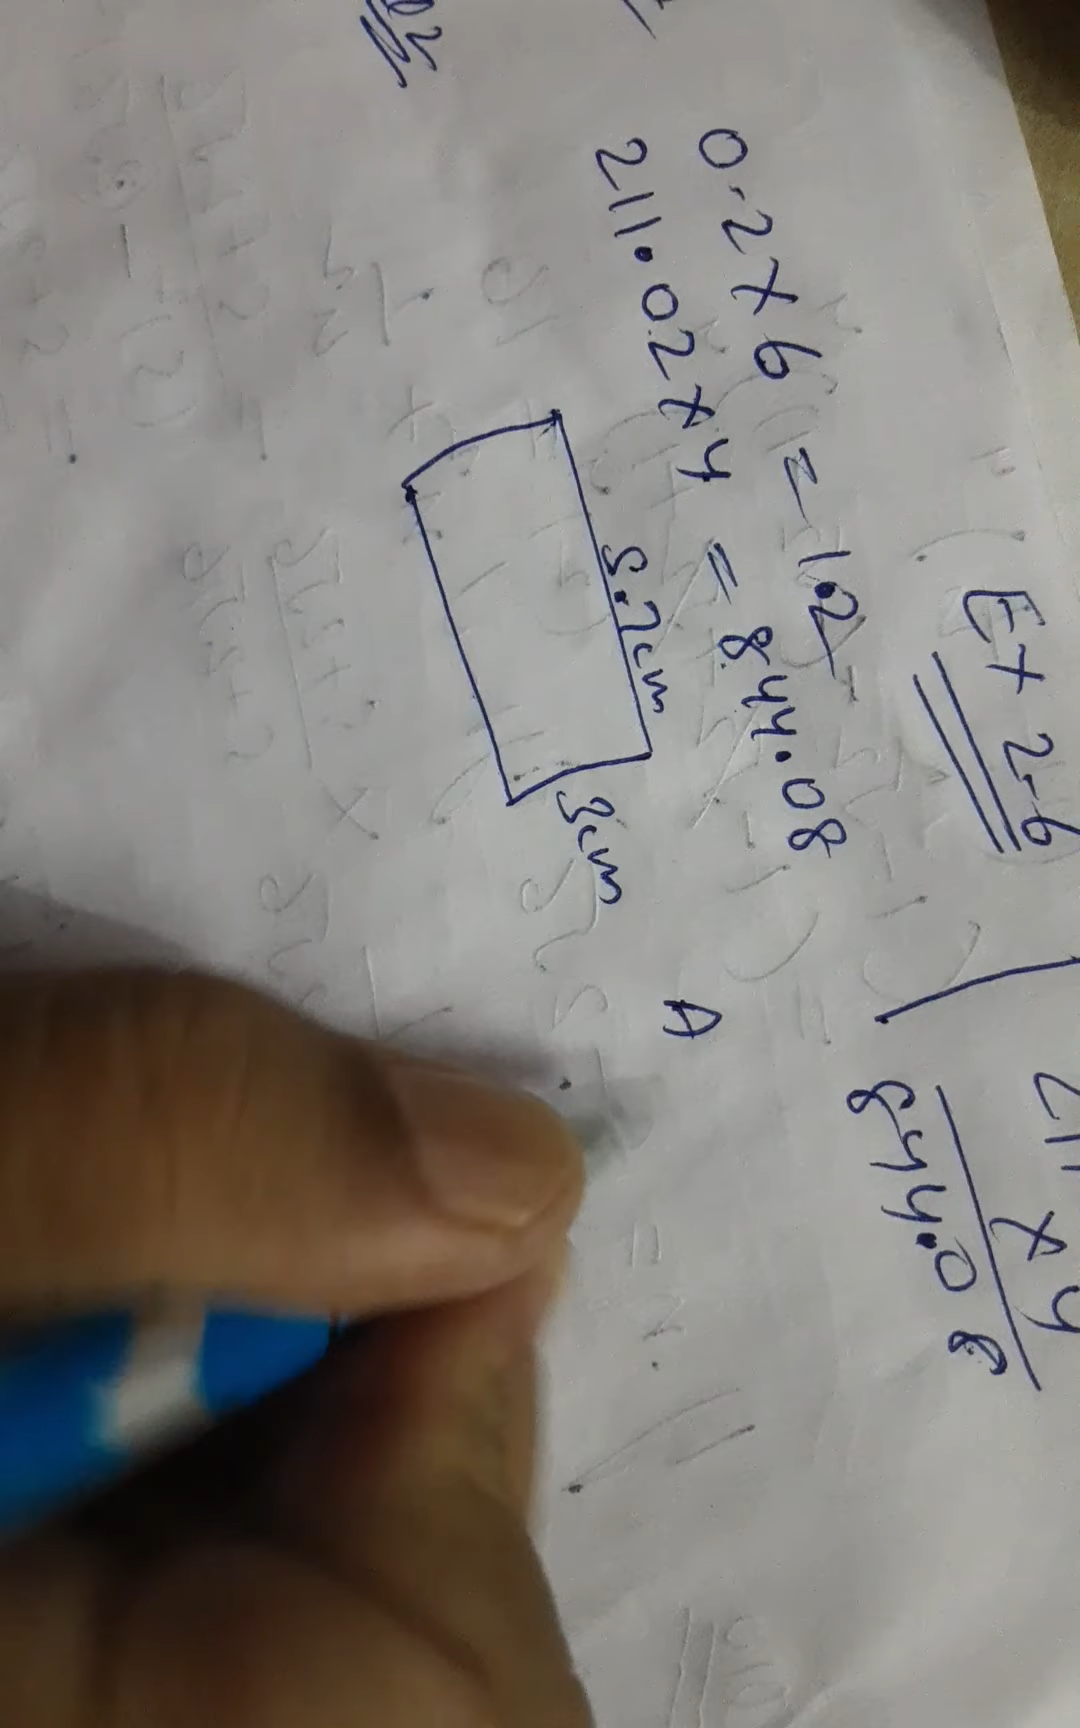 Ex 2.6
0.2 x 6 = 1.2
211.02 x 4 = 844.08
5.7cm
3cm
A
211
x 4
844.08